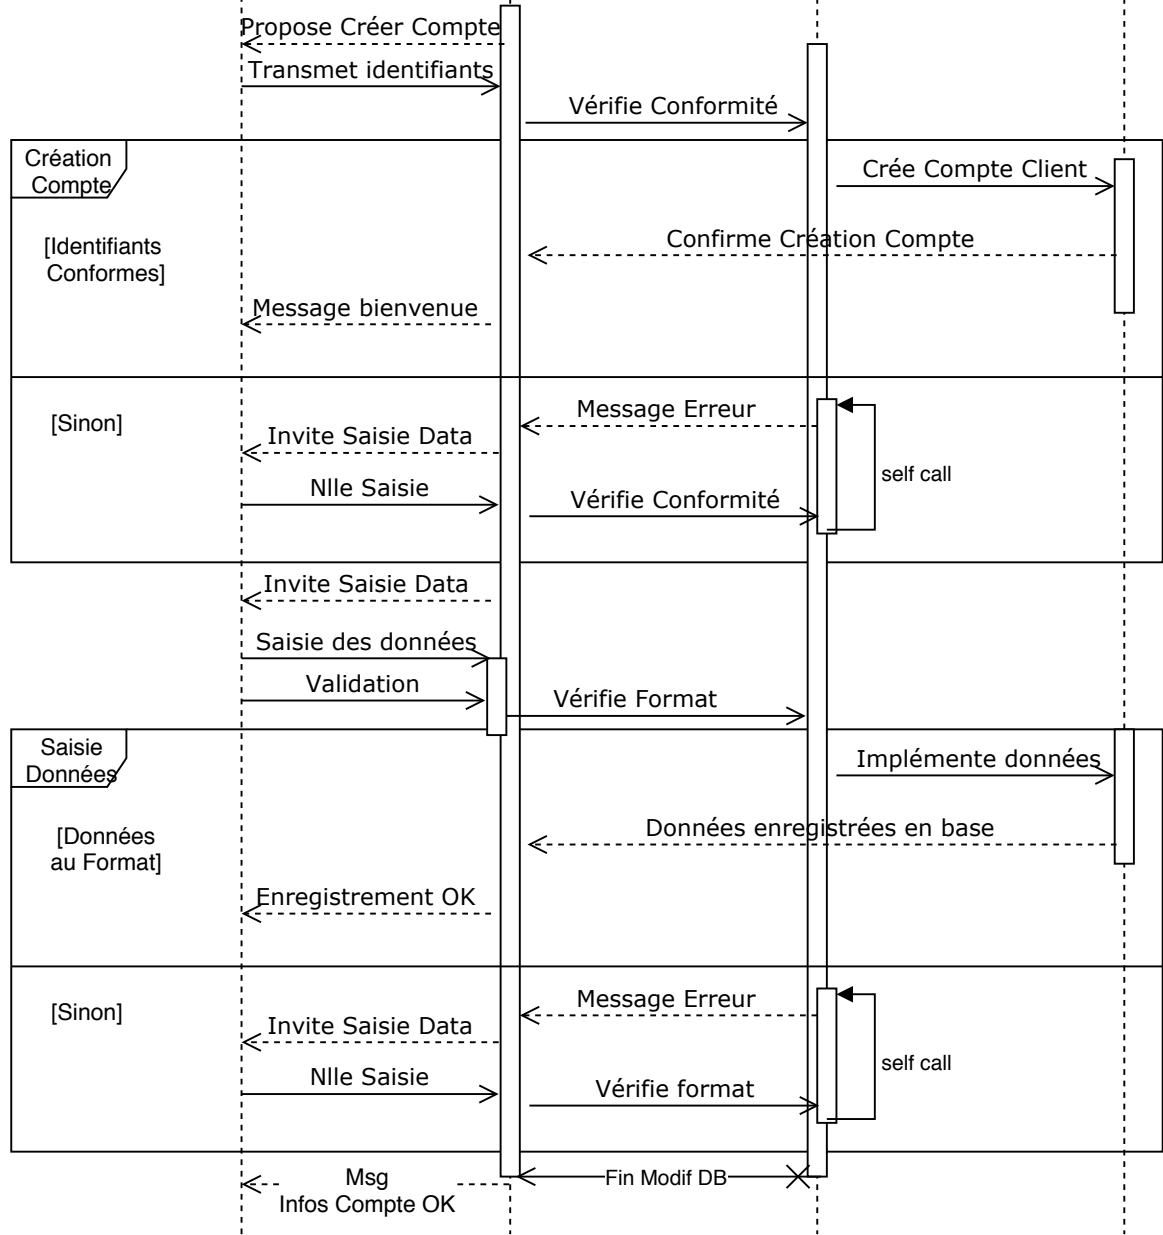 Propose Créer Compte
Transmet identifiants
Vérifie Conformité
Création
Compte
Crée Compte Client
[Identifiants
Conformes]
Confirme Création Compte
Message bienvenue
[Sinon]
Message Erreur
Invite Saisie Data
self call
Nlle Saisie
Vérifie Conformité
Invite Saisie Data
Saisie des données
Validation
Vérifie Format
Saisie
Données
Implémente données
[Données
au Format]
Données enregistrées en base
Enregistrement OK
[Sinon]
Message Erreur
Invite Saisie Data
self call
Nlle Saisie
Vérifie format
Msg
Infos Compte OK
Fin Modif DB